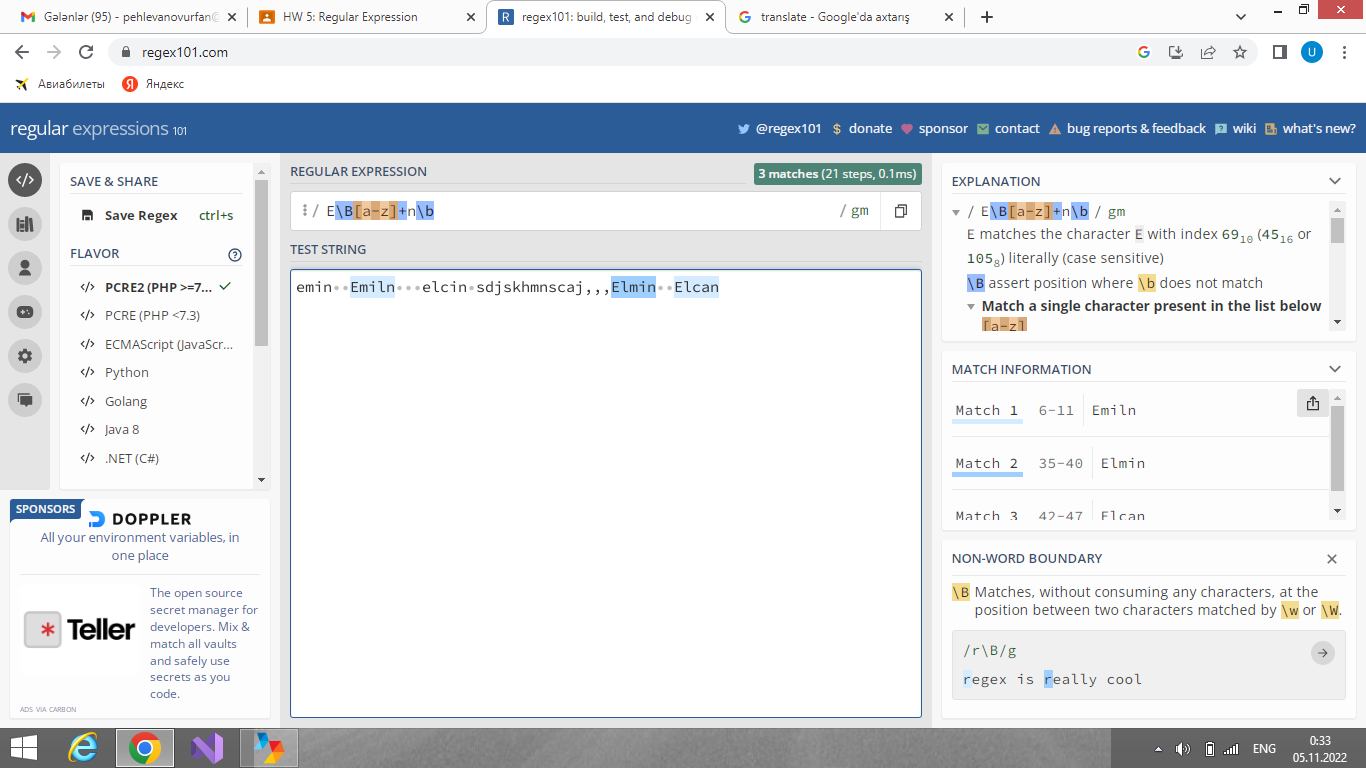 Gələnlər (95) - pehlevanovurfan@
HW 5: Regular Expression
regex101: build, test, and debug
translate - Google'da axtarış
regex101.com
U
Авиабилеты
Яндекс
regular expressions 101
@regex101
$ donate
sponsor
contact
bug reports & feedback
wiki
what's new?
SAVE & SHARE
Save Regex ctrl+s
FLAVOR
PCRE2 (PHP >=7...
PCRE (PHP <7.3)
ECMAScript (JavaScr...
Python
Golang
Java 8
.NET (C#)
SPONSORS
DOPPLER
All your environment variables, in
one place
Teller
The open source
secret manager for
developers. Mix &
match all vaults
and safely use
secrets as you
code.
ADS VIA CARBON
REGULAR EXPRESSION
3 matches (21 steps, 0.1ms)
/ E\B[a-z]+n\b / gm
TEST STRING
emin··Emiln···elcin·sdjskhmnscaj,,,Elmin··Elcan
EXPLANATION
/ E\B[a-z]+n\b / gm
E matches the character E with index 69₁₀ (45₁₆ or
105₈) literally (case sensitive)
\B assert position where \b does not match
Match a single character present in the list below
[a-z]
MATCH INFORMATION
Match 1 6-11 Emiln
Match 2 35-40 Elmin
Match 3 42-47 Elcan
NON-WORD BOUNDARY
\B Matches, without consuming any characters, at the
position between two characters matched by \w or \W.
/r\B/g
regex is really cool
ENG
0:33
05.11.2022